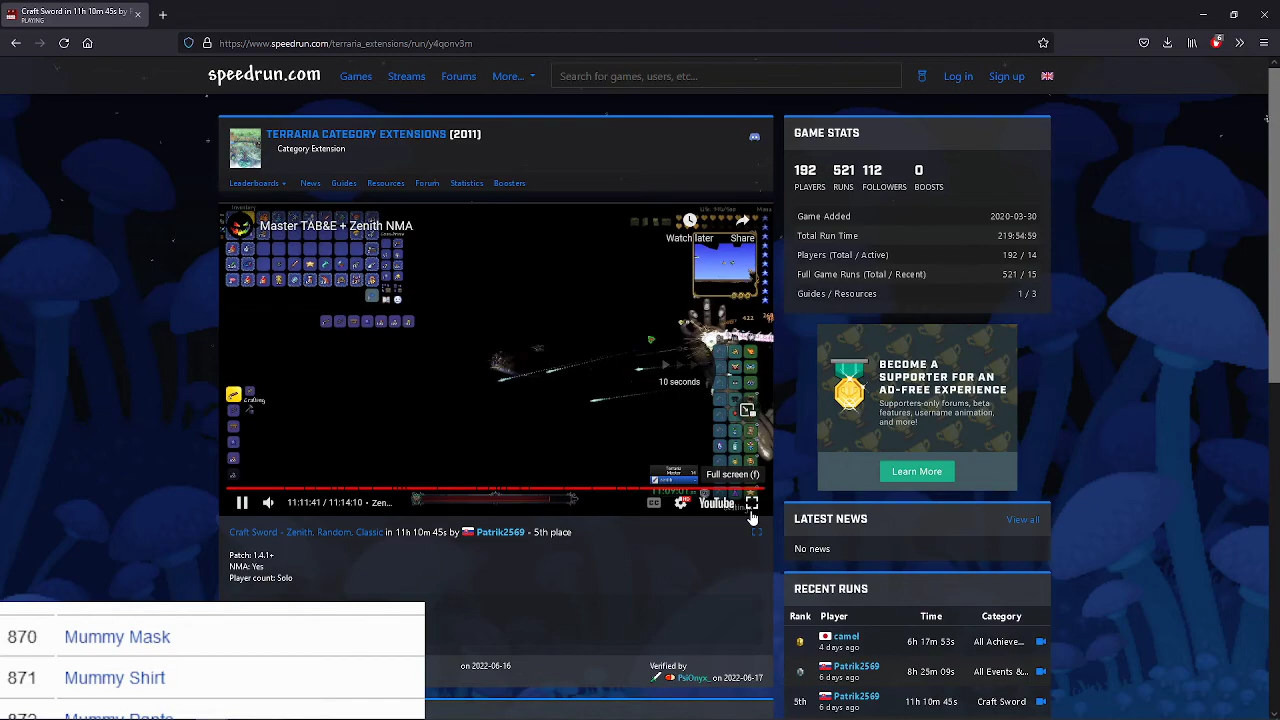 Craft Sword in 11h 10m 45s by F
PLAYING
https://www.speedrun.com/terraria_extensions/run/y4qonv3m
speedrun.com
Games
Streams
Forums
More...
Search for games, users, etc...
Log in
Sign up
TERRARIA CATEGORY EXTENSIONS (2011)
Category Extension
Leaderboards
News
Guides
Resources
Forum
Statistics
Boosters
Inventory
Master TAB&E + Zenith NMA
Watch later
Share
10 seconds
Crafting
Full screen (f)
11:09:01
11:11:41 / 11:14:10 • Zen...
CC
HD
YouTube
Craft Sword - Zenith, Random, Classic in 11h 10m 45s by Patrik2569 - 5th place
Patch: 1.4.1+
NMA: Yes
Player count: Solo
on 2022-06-16
Verified by
PsiOnyx_ on 2022-06-17
GAME STATS
192 521 112 0
PLAYERS RUNS FOLLOWERS BOOSTS
Game Added 2020-03-30
Total Run Time 219:54:59
Players (Total / Active) 192 / 14
Full Game Runs (Total / Recent) 521 / 15
Guides / Resources 1 / 3
BECOME A
SUPPORTER FOR AN
AD-FREE EXPERIENCE
Supporters-only forums, beta
features, username animation,
and more!
Learn More
LATEST NEWS
View all
No news
RECENT RUNS
Rank Player Time Category
camel 6h 17m 53s All Achieve...
4 days ago
Patrik2569 8h 25m 09s All Events &...
6 days ago
5th Patrik2569 11h 10m 45s Craft Sword
6 days ago
870 Mummy Mask
871 Mummy Shirt